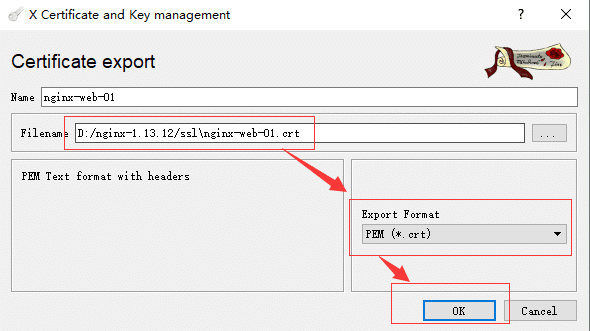 X Certificate and Key management
?
Certificate export
Name nginx-web-01
Filename D:/nginx-1.13.12/ssl\nginx-web-01.crt ...
PEM Text format with headers
Export Format
PEM (*.crt)
OK Cancel